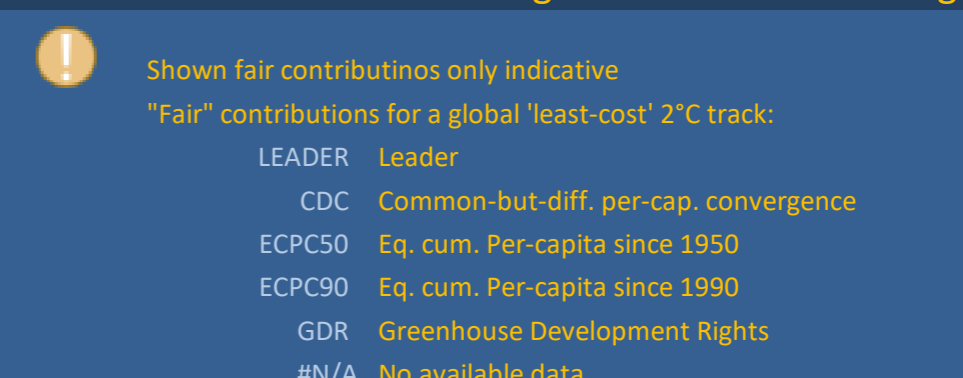 Shown fair contributinos only indicative
"Fair" contributions for a global 'least-cost' 2°C track:
LEADER Leader
CDC Common-but-diff. per-cap. convergence
ECPC50 Eq. cum. Per-capita since 1950
ECPC90 Eq. cum. Per-capita since 1990
GDR Greenhouse Development Rights
#N/A No available data